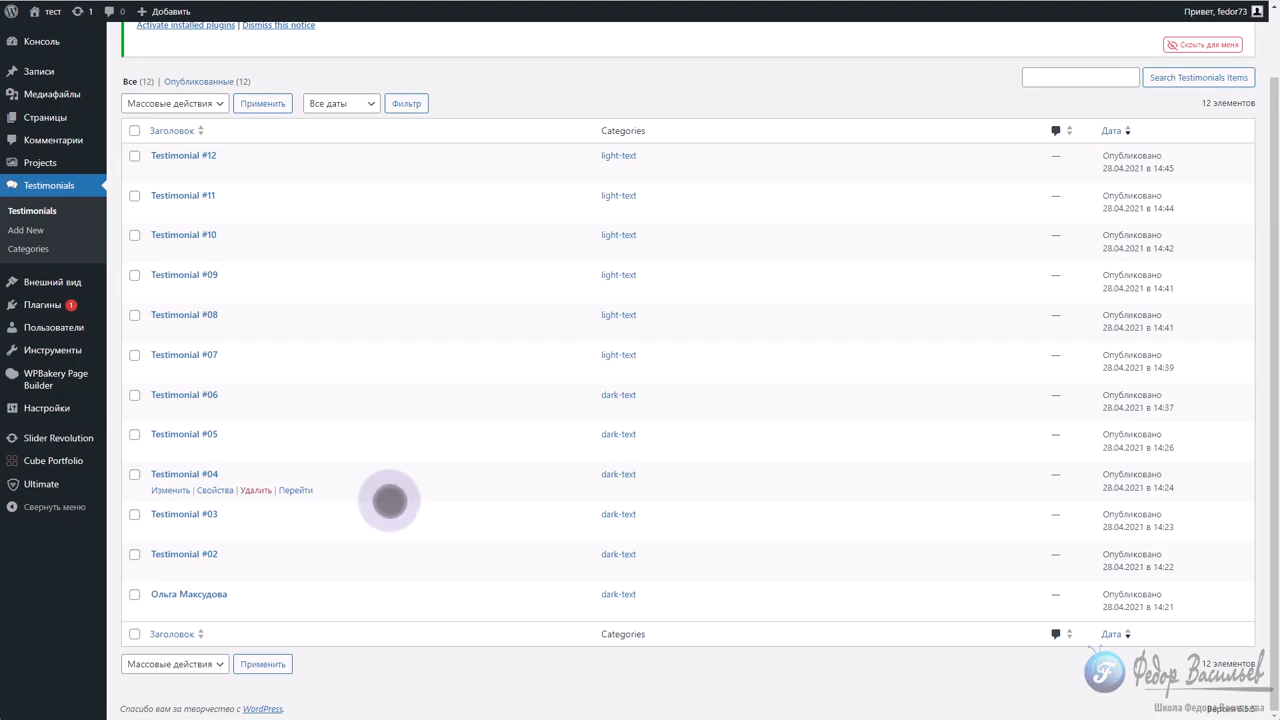 тест 1 0 Добавить Привет, fedor73
Activate installed plugins | Dismiss this notice
Скрыть для меня
Консоль
Записи
Медиафайлы
Страницы
Комментарии
Projects
Testimonials
Testimonials
Add New
Categories
Внешний вид
Плагины 1
Пользователи
Инструменты
WPBakery Page
Builder
Настройки
Slider Revolution
Cube Portfolio
Ultimate
Свернуть меню
Все (12) | Опубликованные (12)
Search Testimonials Items
Массовые действия Применить Все даты Фильтр
12 элементов
Заголовок Categories Дата
Testimonial #12 light-text — Опубликовано
28.04.2021 в 14:45
Testimonial #11 light-text — Опубликовано
28.04.2021 в 14:44
Testimonial #10 light-text — Опубликовано
28.04.2021 в 14:42
Testimonial #09 light-text — Опубликовано
28.04.2021 в 14:41
Testimonial #08 light-text — Опубликовано
28.04.2021 в 14:41
Testimonial #07 light-text — Опубликовано
28.04.2021 в 14:39
Testimonial #06 dark-text — Опубликовано
28.04.2021 в 14:37
Testimonial #05 dark-text — Опубликовано
28.04.2021 в 14:26
Testimonial #04 dark-text — Опубликовано
Изменить | Свойства | Удалить | Перейти 28.04.2021 в 14:24
Testimonial #03 dark-text — Опубликовано
28.04.2021 в 14:23
Testimonial #02 dark-text — Опубликовано
28.04.2021 в 14:22
Ольга Максудова dark-text — Опубликовано
28.04.2021 в 14:21
Заголовок Categories Дата
Массовые действия Применить
12 элементов
Федор Васильев
Школа Федора Васильева
Спасибо вам за творчество с WordPress.